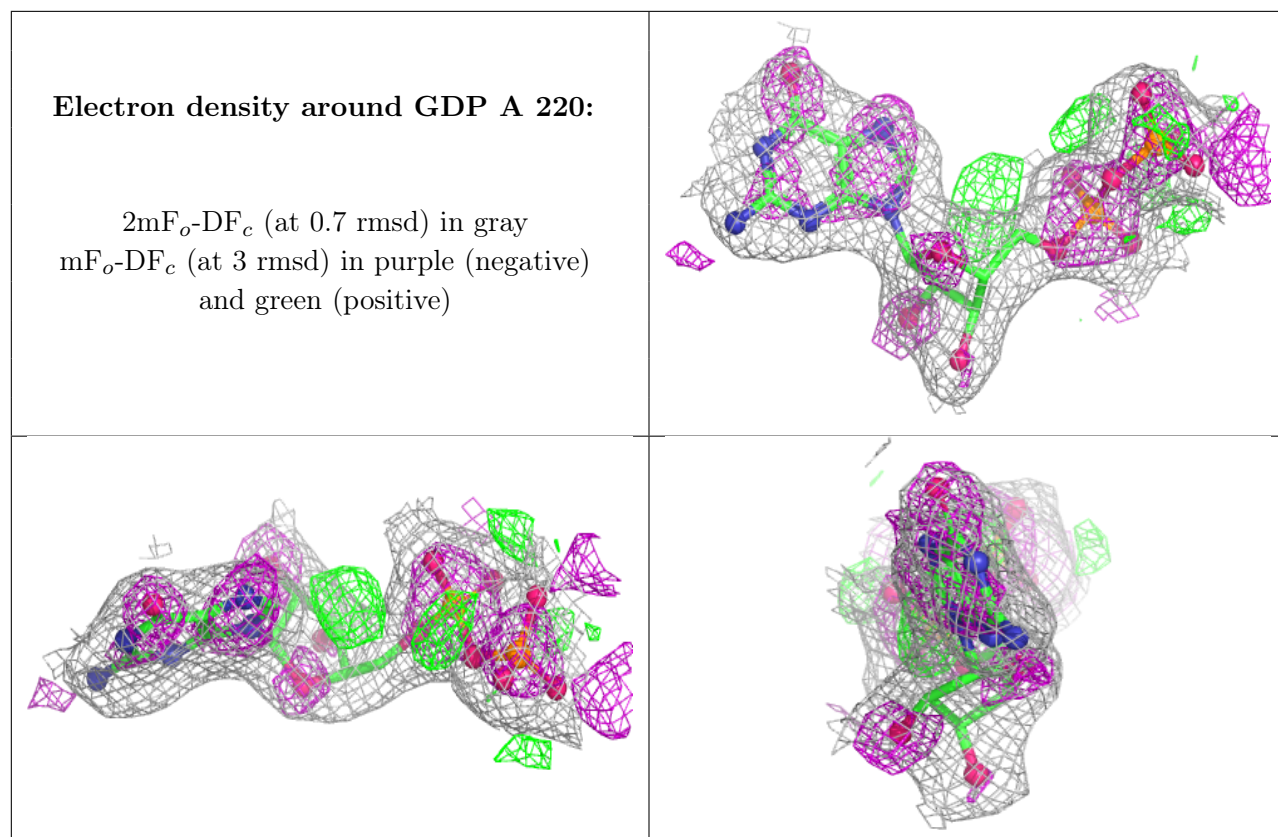 Electron density around GDP A 220:
2mFo-DFc (at 0.7 rmsd) in gray
mFo-DFc (at 3 rmsd) in purple (negative)
and green (positive)